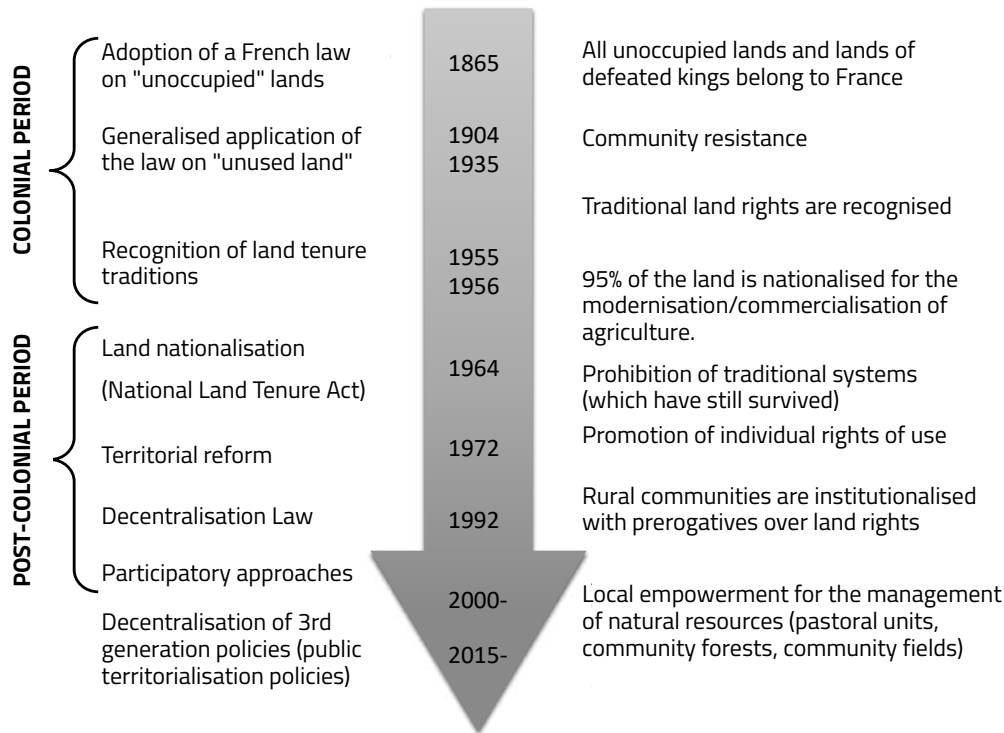 COLONIAL PERIOD
Adoption of a French law
on "unoccupied" lands
1865
All unoccupied lands and lands of
defeated kings belong to France
Generalised application of
the law on "unused land"
1904
1935
Community resistance
Traditional land rights are recognised
Recognition of land tenure
traditions
1955
1956
95% of the land is nationalised for the
modernisation/commercialisation of
agriculture.
POST-COLONIAL PERIOD
Land nationalisation
(National Land Tenure Act)
1964
Prohibition of traditional systems
(which have still survived)
Promotion of individual rights of use
Territorial reform
1972
Rural communities are institutionalised
with prerogatives over land rights
Decentralisation Law
1992
Participatory approaches
2000-
Local empowerment for the management
of natural resources (pastoral units,
community forests, community fields)
Decentralisation of 3rd
generation policies (public
territorialisation policies)
2015-